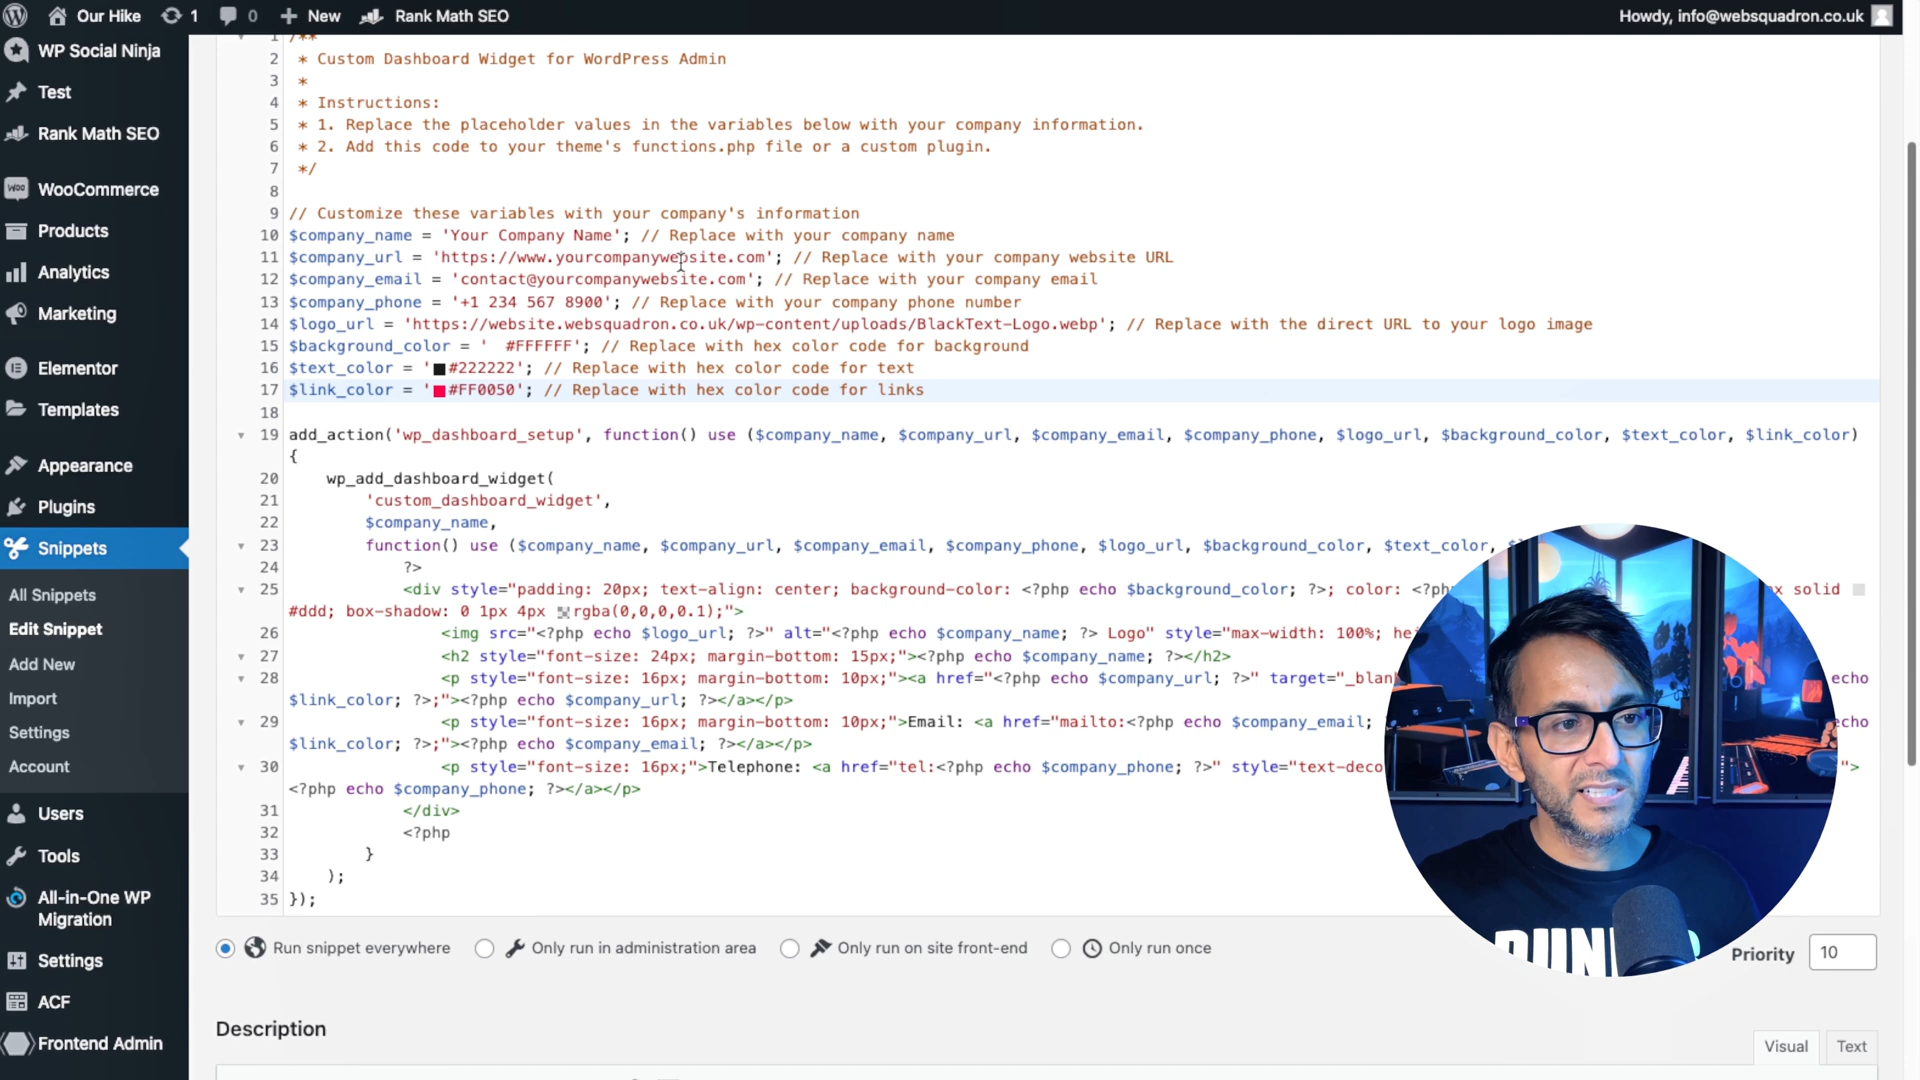 Our Hike 1 0 New Rank Math SEO Howdy, info@websquadron.co.uk
WP Social Ninja
Test
Rank Math SEO
WooCommerce
Products
Analytics
Marketing
Elementor
Templates
Appearance
Plugins
Snippets
All Snippets
Edit Snippet
Add New
Import
Settings
Account
Users
Tools
All-in-One WP
Migration
Settings
ACF
Frontend Admin
1 /**
2 * Custom Dashboard Widget for WordPress Admin
3 *
4 * Instructions:
5 * 1. Replace the placeholder values in the variables below with your company information.
6 * 2. Add this code to your theme's functions.php file or a custom plugin.
7 */
8
9 // Customize these variables with your company's information
10 $company_name = 'Your Company Name'; // Replace with your company name
11 $company_url = 'https://www.yourcompanywebsite.com'; // Replace with your company website URL
12 $company_email = 'contact@yourcompanywebsite.com'; // Replace with your company email
13 $company_phone = '+1 234 567 8900'; // Replace with your company phone number
14 $logo_url = 'https://website.websquadron.co.uk/wp-content/uploads/BlackText-Logo.webp'; // Replace with the direct URL to your logo image
15 $background_color = ' #FFFFFF'; // Replace with hex color code for background
16 $text_color = '#222222'; // Replace with hex color code for text
17 $link_color = '#FF0050'; // Replace with hex color code for links
18
19 add_action('wp_dashboard_setup', function() use ($company_name, $company_url, $company_email, $company_phone, $logo_url, $background_color, $text_color, $link_color)
{
20 wp_add_dashboard_widget(
21 'custom_dashboard_widget',
22 $company_name,
23 function() use ($company_name, $company_url, $company_email, $company_phone, $logo_url, $background_color, $text_color,
24 ?>
25 <div style="padding: 20px; text-align: center; background-color: <?php echo $background_color; ?>; color: <?php solid
#ddd; box-shadow: 0 1px 4px rgba(0,0,0,0.1);">
26 <img src="<?php echo $logo_url; ?>" alt="<?php echo $company_name; ?> Logo" style="max-width: 100%;
27 <h2 style="font-size: 24px; margin-bottom: 15px;"><?php echo $company_name; ?></h2>
28 <p style="font-size: 16px; margin-bottom: 10px;"><a href="<?php echo $company_url; ?>" target="_blank echo
$link_color; ?>;"><?php echo $company_url; ?></a></p>
29 <p style="font-size: 16px; margin-bottom: 10px;">Email: <a href="mailto:<?php echo $company_email; echo
$link_color; ?>;"><?php echo $company_email; ?></a></p>
30 <p style="font-size: 16px;">Telephone: <a href="tel:<?php echo $company_phone; ?>" style="text-deco ">
<?php echo $company_phone; ?></a></p>
31 </div>
32 <?php
33 }
34 );
35 });
Run snippet everywhere Only run in administration area Only run on site front-end Only run once Priority 10
Description
Visual Text